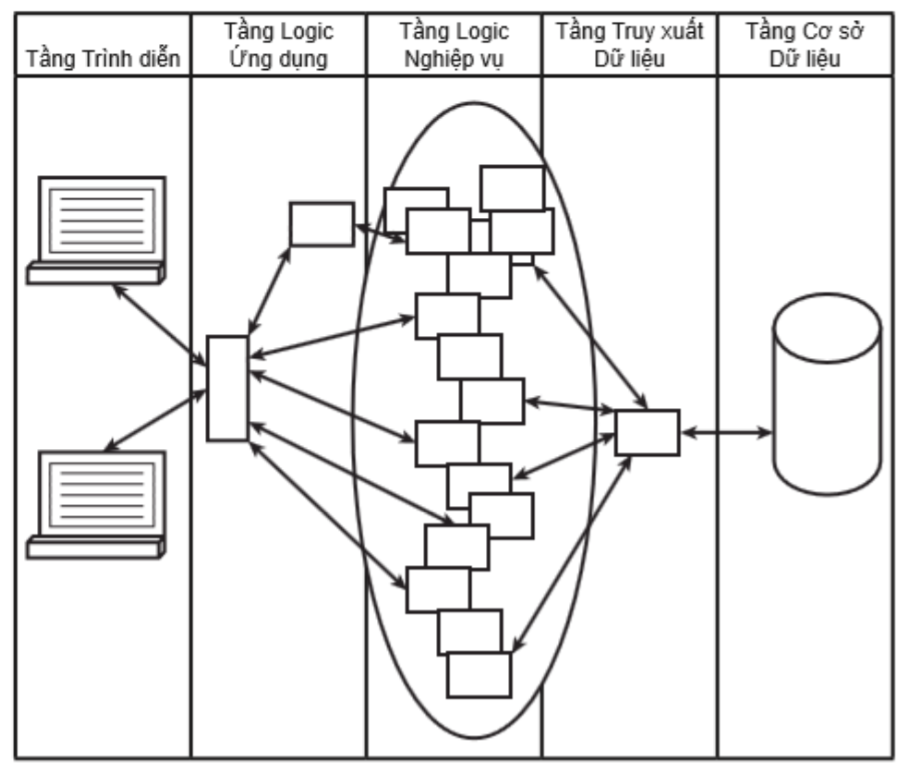 Tầng Trình diễn
Tầng Logic
Ứng dụng
Tầng Logic
Nghiệp vụ
Tầng Truy xuất
Dữ liệu
Tầng Cơ sở
Dữ liệu